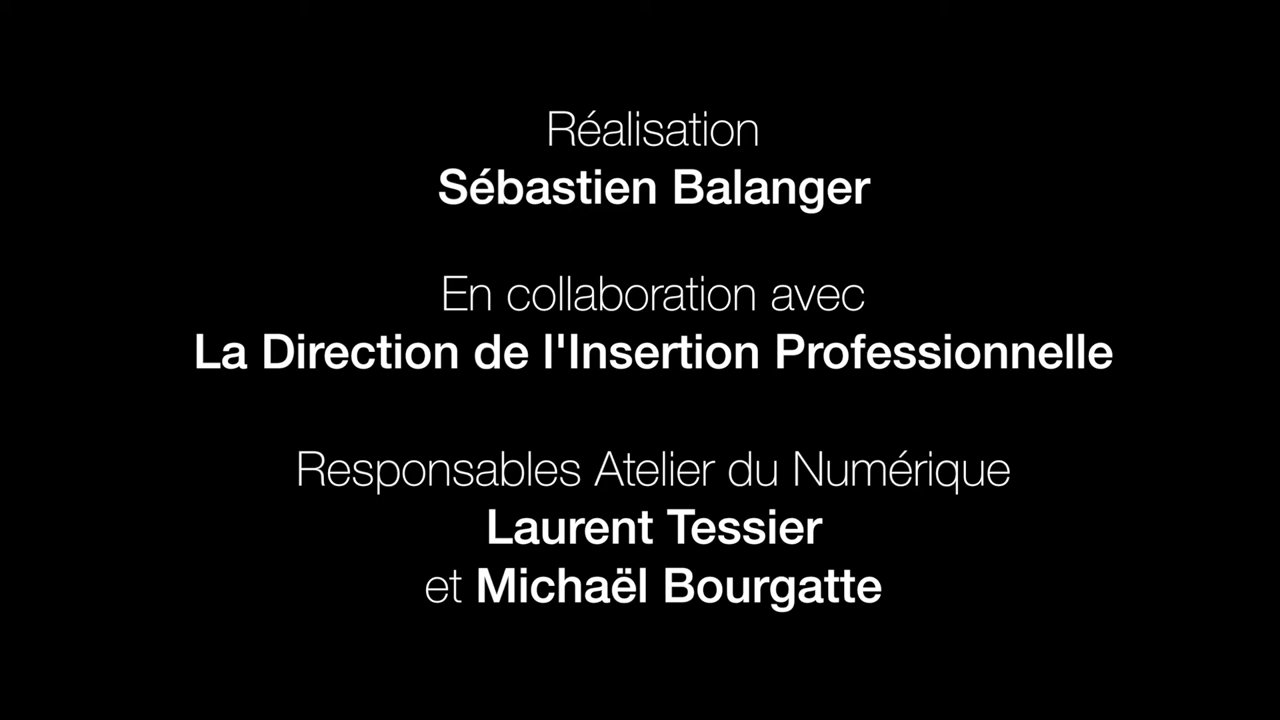 Réalisation
Sébastien Balanger
En collaboration avec
La Direction de l'Insertion Professionnelle
Responsables Atelier du Numérique
Laurent Tessier
et Michaël Bourgatte